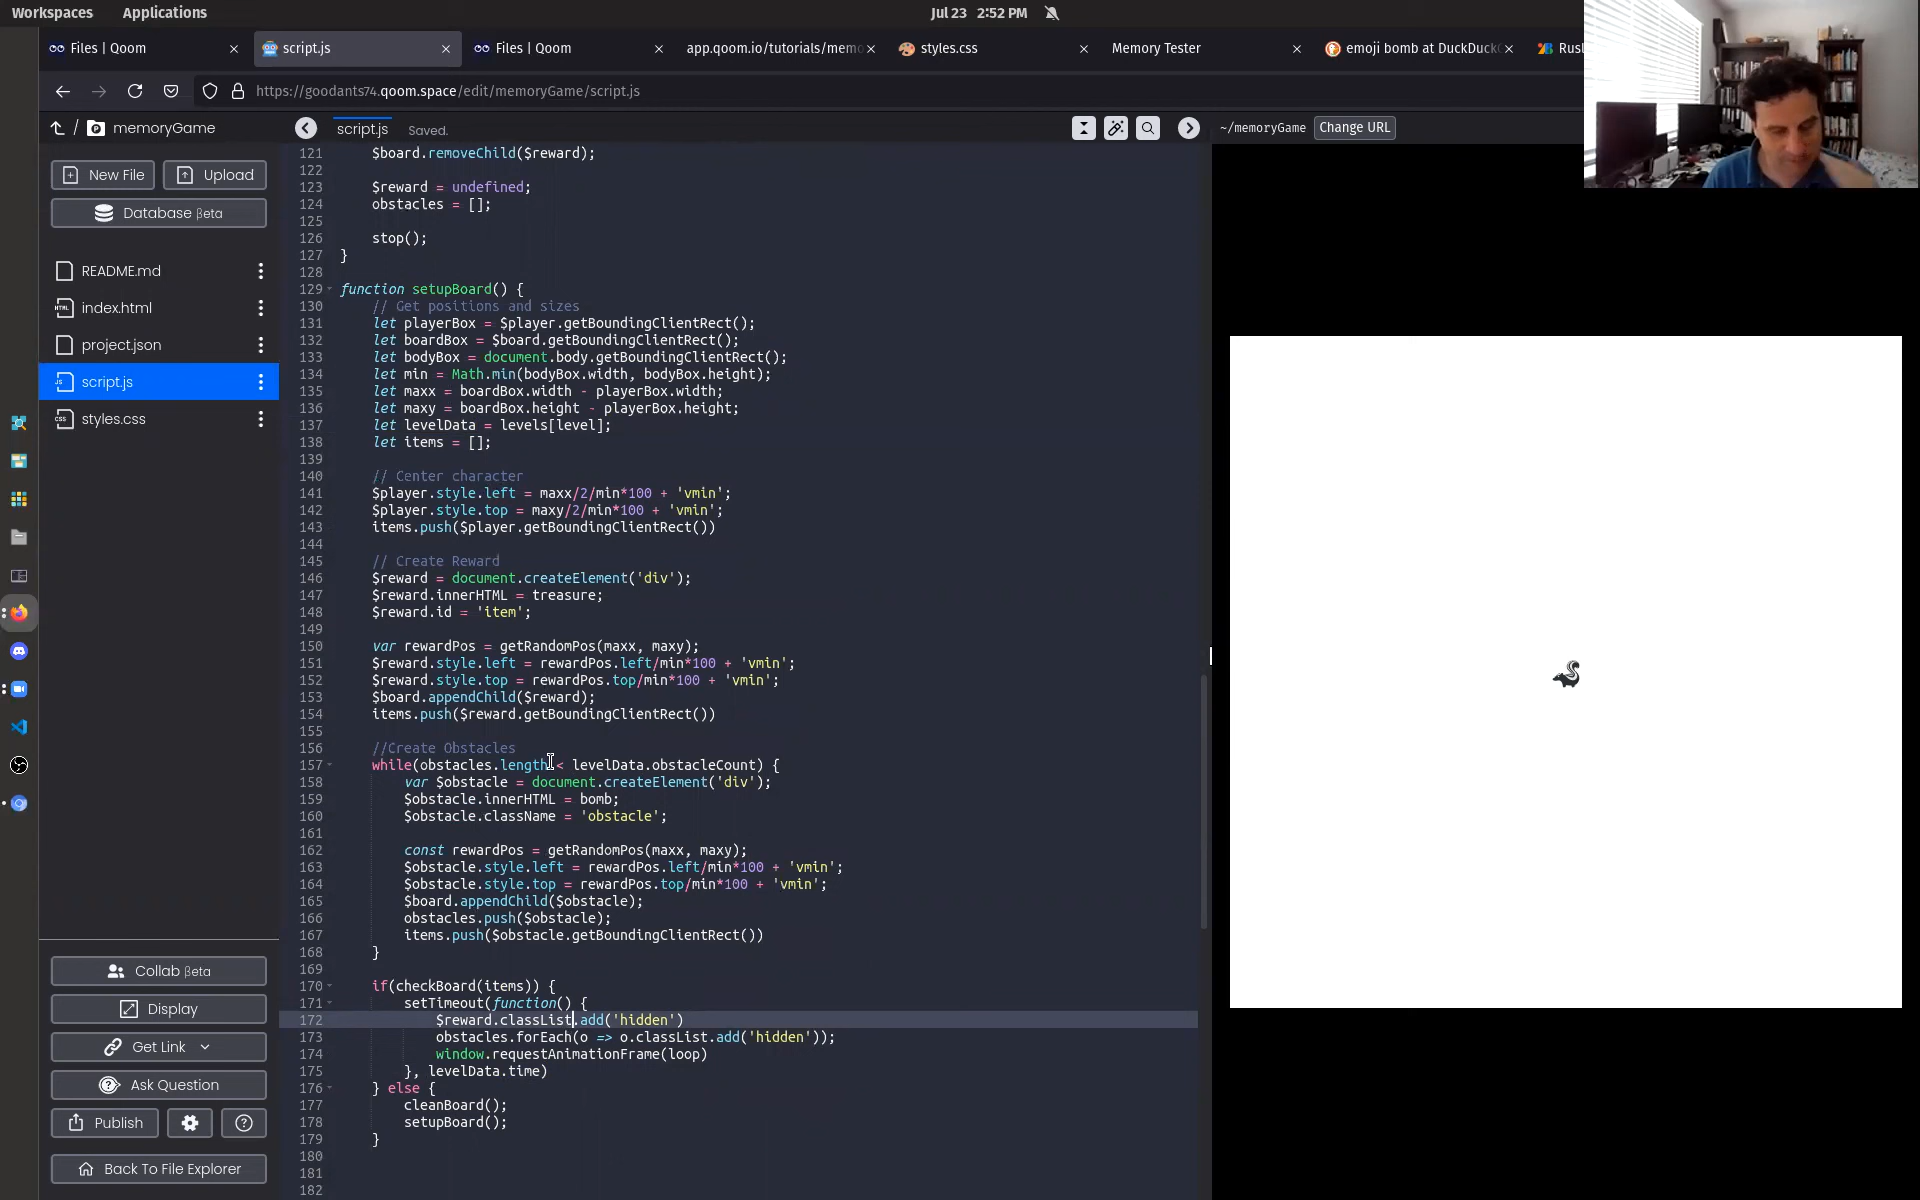 Workspaces Applications Jul 23 2:52 PM
Files | Qoom script.js Files | Qoom app.qoom.io/tutorials/memo styles.css Memory Tester emoji bomb at DuckDuck
https://goodants74.qoom.space/edit/memoryGame/script.js
/ memoryGame script.js Saved. ~/memoryGame Change URL
New File Upload
Database βeta
README.md
index.html
project.json
script.js
styles.css
Collab βeta
Display
Get Link
Ask Question
Publish
Back To File Explorer
121 $board.removeChild($reward);
122
123 $reward = undefined;
124 obstacles = [];
125
126 stop();
127 }
128
129 function setupBoard() {
130 // Get positions and sizes
131 let playerBox = $player.getBoundingClientRect();
132 let boardBox = $board.getBoundingClientRect();
133 let bodyBox = document.body.getBoundingClientRect();
134 let min = Math.min(bodyBox.width, bodyBox.height);
135 let maxx = boardBox.width - playerBox.width;
136 let maxy = boardBox.height - playerBox.height;
137 let levelData = levels[level];
138 let items = [];
139
140 // Center character
141 $player.style.left = maxx/2/min*100 + 'vmin';
142 $player.style.top = maxy/2/min*100 + 'vmin';
143 items.push($player.getBoundingClientRect())
144
145 // Create Reward
146 $reward = document.createElement('div');
147 $reward.innerHTML = treasure;
148 $reward.id = 'item';
149
150 var rewardPos = getRandomPos(maxx, maxy);
151 $reward.style.left = rewardPos.left/min*100 + 'vmin';
152 $reward.style.top = rewardPos.top/min*100 + 'vmin';
153 $board.appendChild($reward);
154 items.push($reward.getBoundingClientRect())
155
156 //Create Obstacles
157 while(obstacles.length < levelData.obstacleCount) {
158 var $obstacle = document.createElement('div');
159 $obstacle.innerHTML = bomb;
160 $obstacle.className = 'obstacle';
161
162 const rewardPos = getRandomPos(maxx, maxy);
163 $obstacle.style.left = rewardPos.left/min*100 + 'vmin';
164 $obstacle.style.top = rewardPos.top/min*100 + 'vmin';
165 $board.appendChild($obstacle);
166 obstacles.push($obstacle);
167 items.push($obstacle.getBoundingClientRect())
168 }
169
170 if(checkBoard(items)) {
171 setTimeout(function() {
172 $reward.classList.add('hidden')
173 obstacles.forEach(o => o.classList.add('hidden'));
174 window.requestAnimationFrame(loop)
175 }, levelData.time)
176 } else {
177 cleanBoard();
178 setupBoard();
179 }
180
181
182